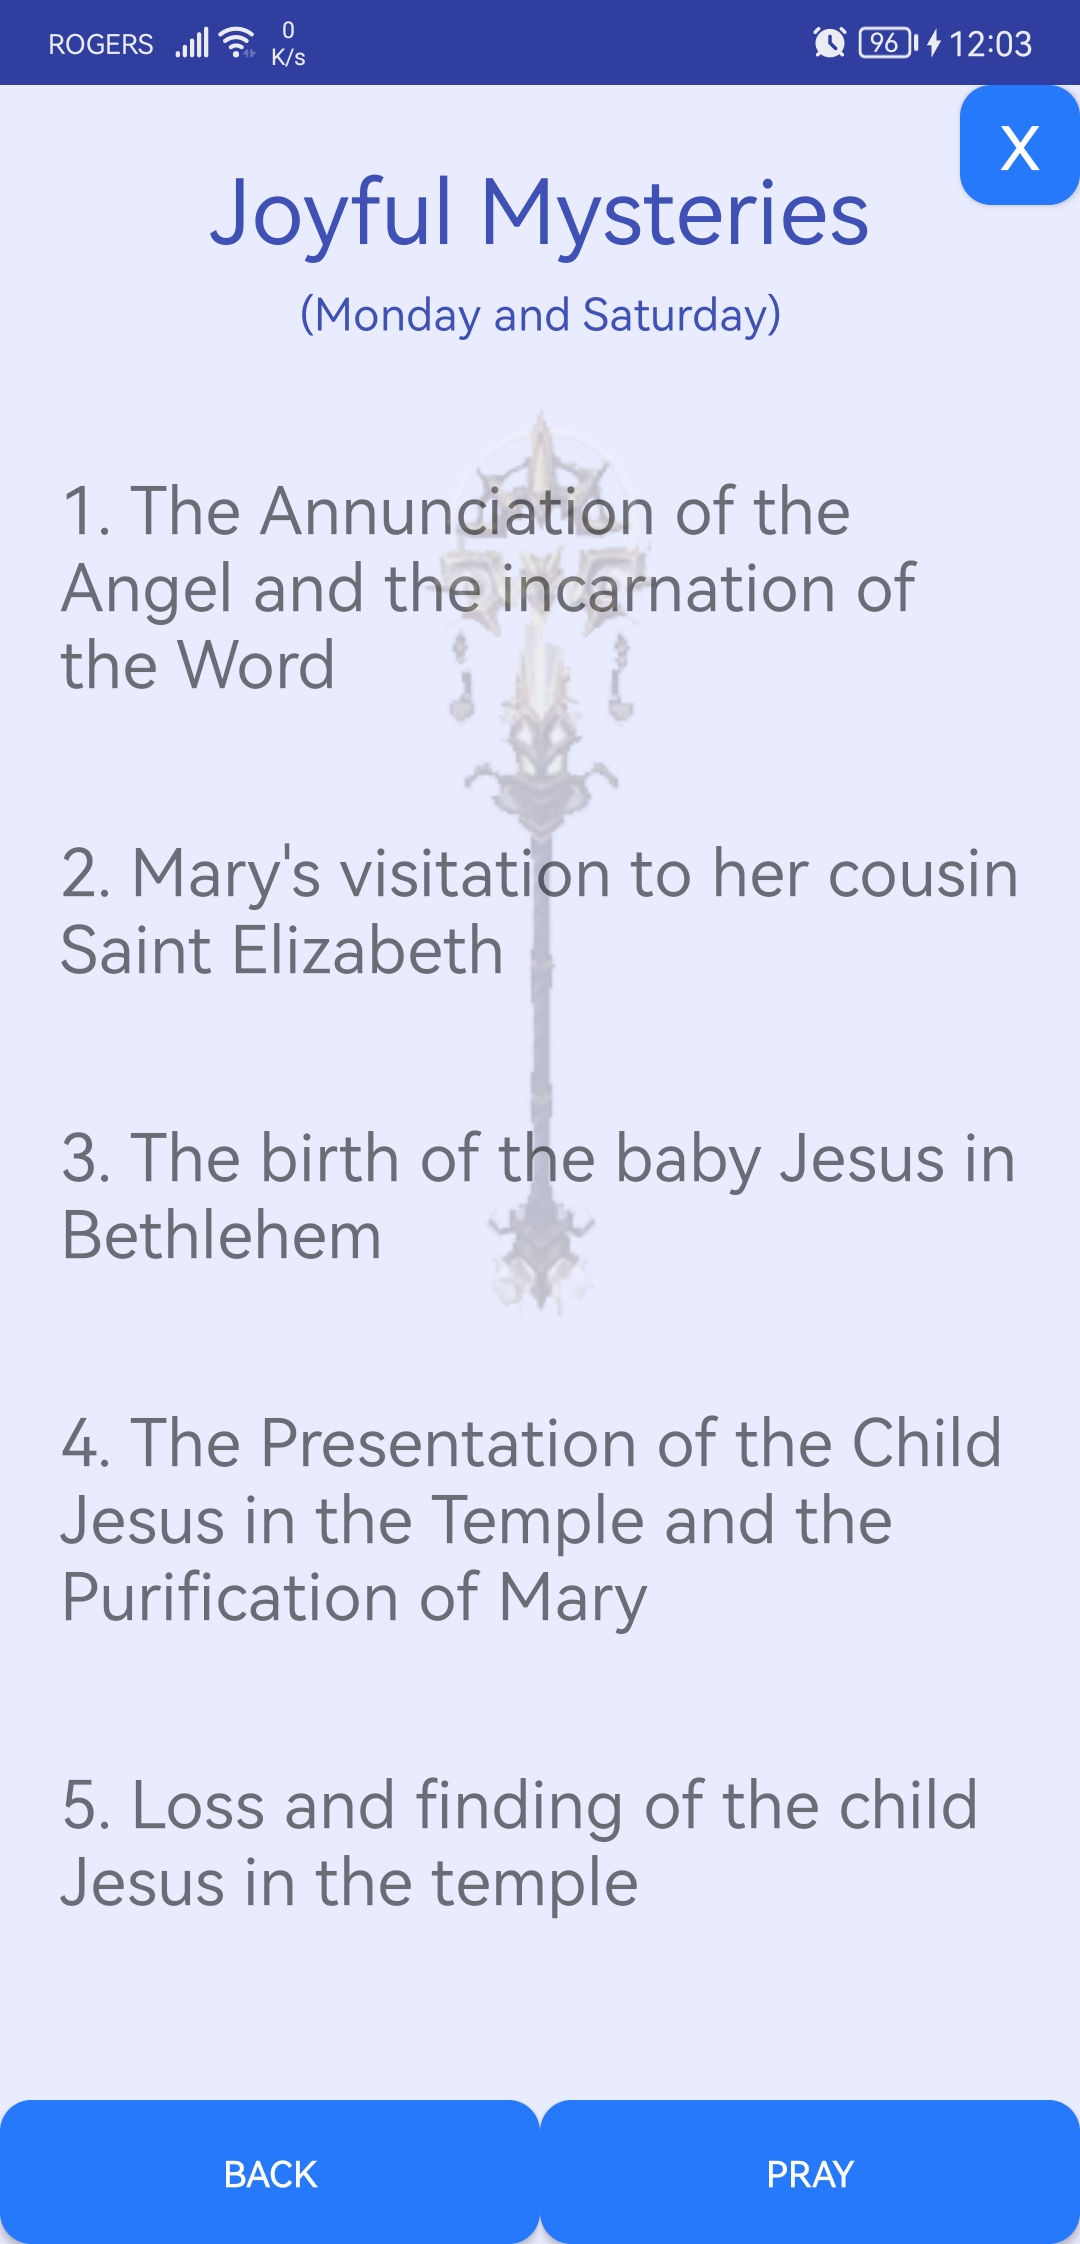 ROGERS 0 K/s 96 12:03
X
Joyful Mysteries
(Monday and Saturday)
1. The Annunciation of the
Angel and the incarnation of
the Word
2. Mary's visitation to her cousin
Saint Elizabeth
3. The birth of the baby Jesus in
Bethlehem
4. The Presentation of the Child
Jesus in the Temple and the
Purification of Mary
5. Loss and finding of the child
Jesus in the temple
BACK PRAY